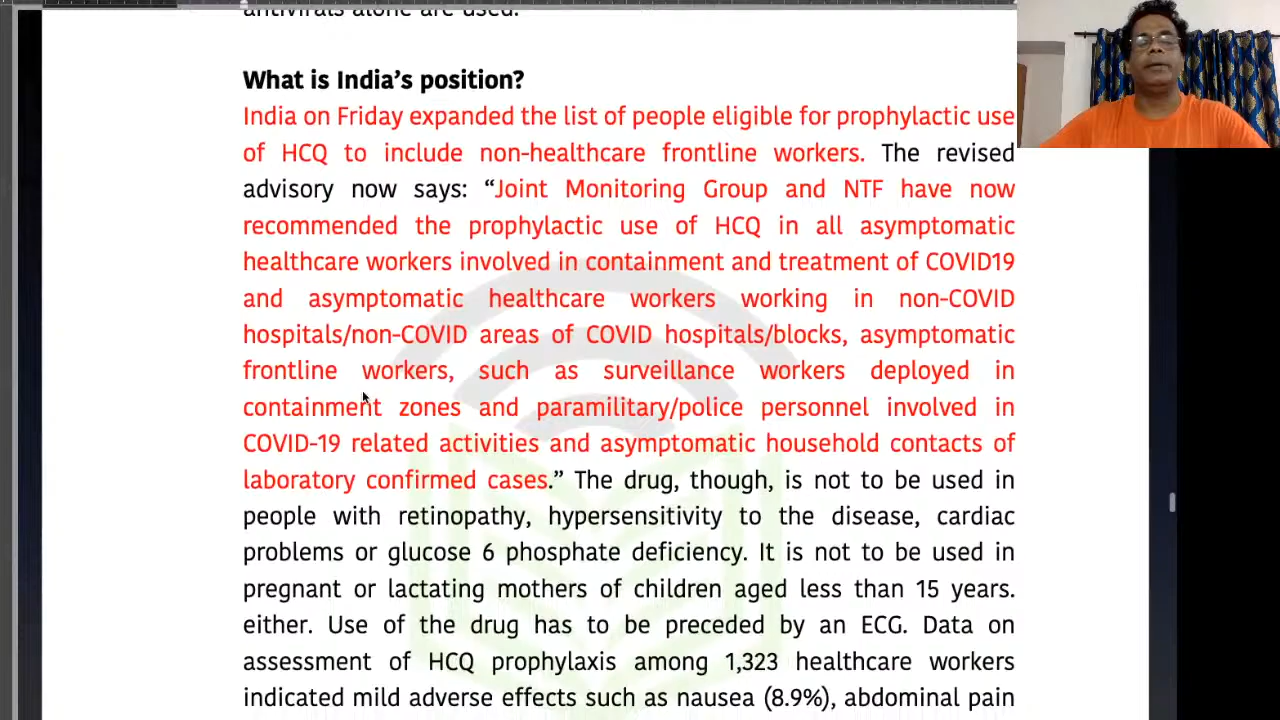 antivirals alone are used.
What is India's position?
India on Friday expanded the list of people eligible for prophylactic use
of HCQ to include non-healthcare frontline workers. The revised
advisory now says: “Joint Monitoring Group and NTF have now
recommended the prophylactic use of HCQ in all asymptomatic
healthcare workers involved in containment and treatment of COVID19
and asymptomatic healthcare workers working in non-COVID
hospitals/non-COVID areas of COVID hospitals/blocks, asymptomatic
frontline workers, such as surveillance workers deployed in
containment zones and paramilitary/police personnel involved in
COVID-19 related activities and asymptomatic household contacts of
laboratory confirmed cases.” The drug, though, is not to be used in
people with retinopathy, hypersensitivity to the disease, cardiac
problems or glucose 6 phosphate deficiency. It is not to be used in
pregnant or lactating mothers of children aged less than 15 years.
either. Use of the drug has to be preceded by an ECG. Data on
assessment of HCQ prophylaxis among 1,323 healthcare workers
indicated mild adverse effects such as nausea (8.9%), abdominal pain